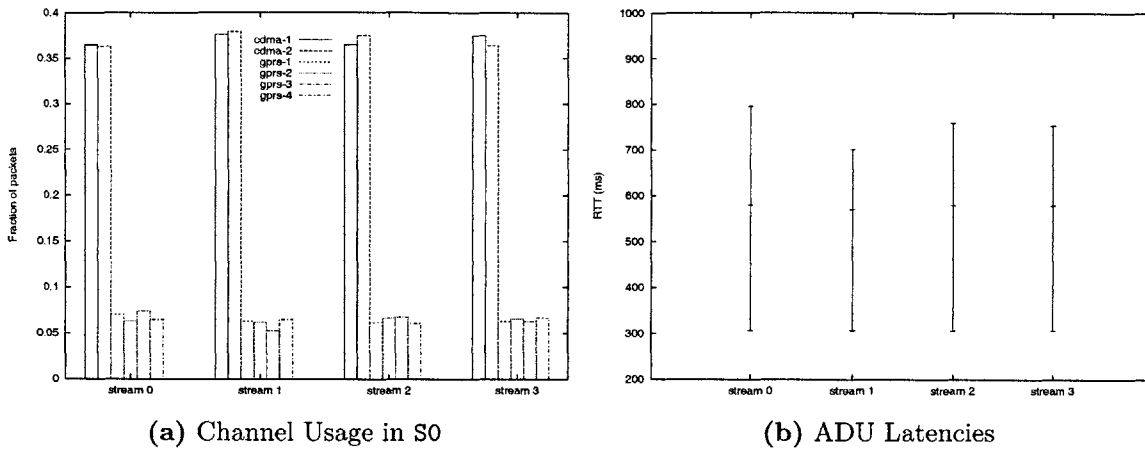 0.4
0.35
0.3
0.25
0.2
0.15
0.1
0.05
0
Fraction of packets
cdma-1
cdma-2
gprs-1
gprs-2
gprs-3
gprs-4
stream 0
stream 1
stream 2
stream 3
(a) Channel Usage in S0
1000
900
800
700
600
500
400
300
200
RTT (ms)
stream 0
stream 1
stream 2
stream 3
(b) ADU Latencies